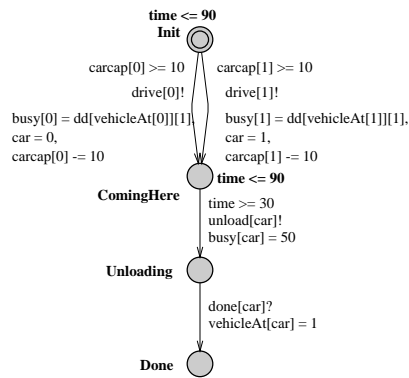 time <= 90
Init
carcap[0] >= 10
carcap[1] >= 10
drive[0]!
drive[1]!
busy[0] = dd[vehicleAt[0]][1],
busy[1] = dd[vehicleAt[1]][1],
car = 0,
car = 1,
carcap[0] -= 10
carcap[1] -= 10
time <= 90
ComingHere
time >= 30
unload[car]!
busy[car] = 50
Unloading
done[car]?
vehicleAt[car] = 1
Done